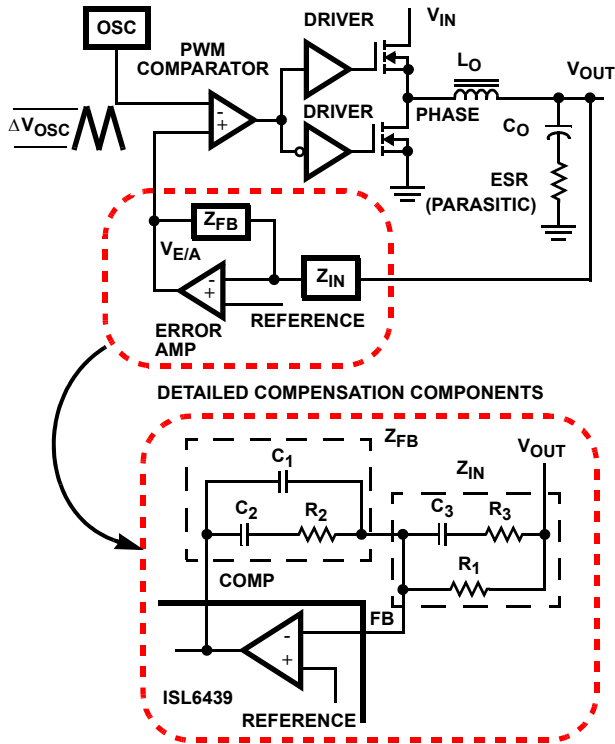 OSC
PWM
COMPARATOR
DRIVER
VIN
LO
VOUT
ΔVOSC
-
+
DRIVER
PHASE
CO
ESR
(PARASITIC)
ZFB
VE/A
-
+
ZIN
REFERENCE
ERROR
AMP
DETAILED COMPENSATION COMPONENTS
ZFB
C1
C2
R2
COMP
VOUT
ZIN
C3
R3
R1
FB
-
+
ISL6439
REFERENCE